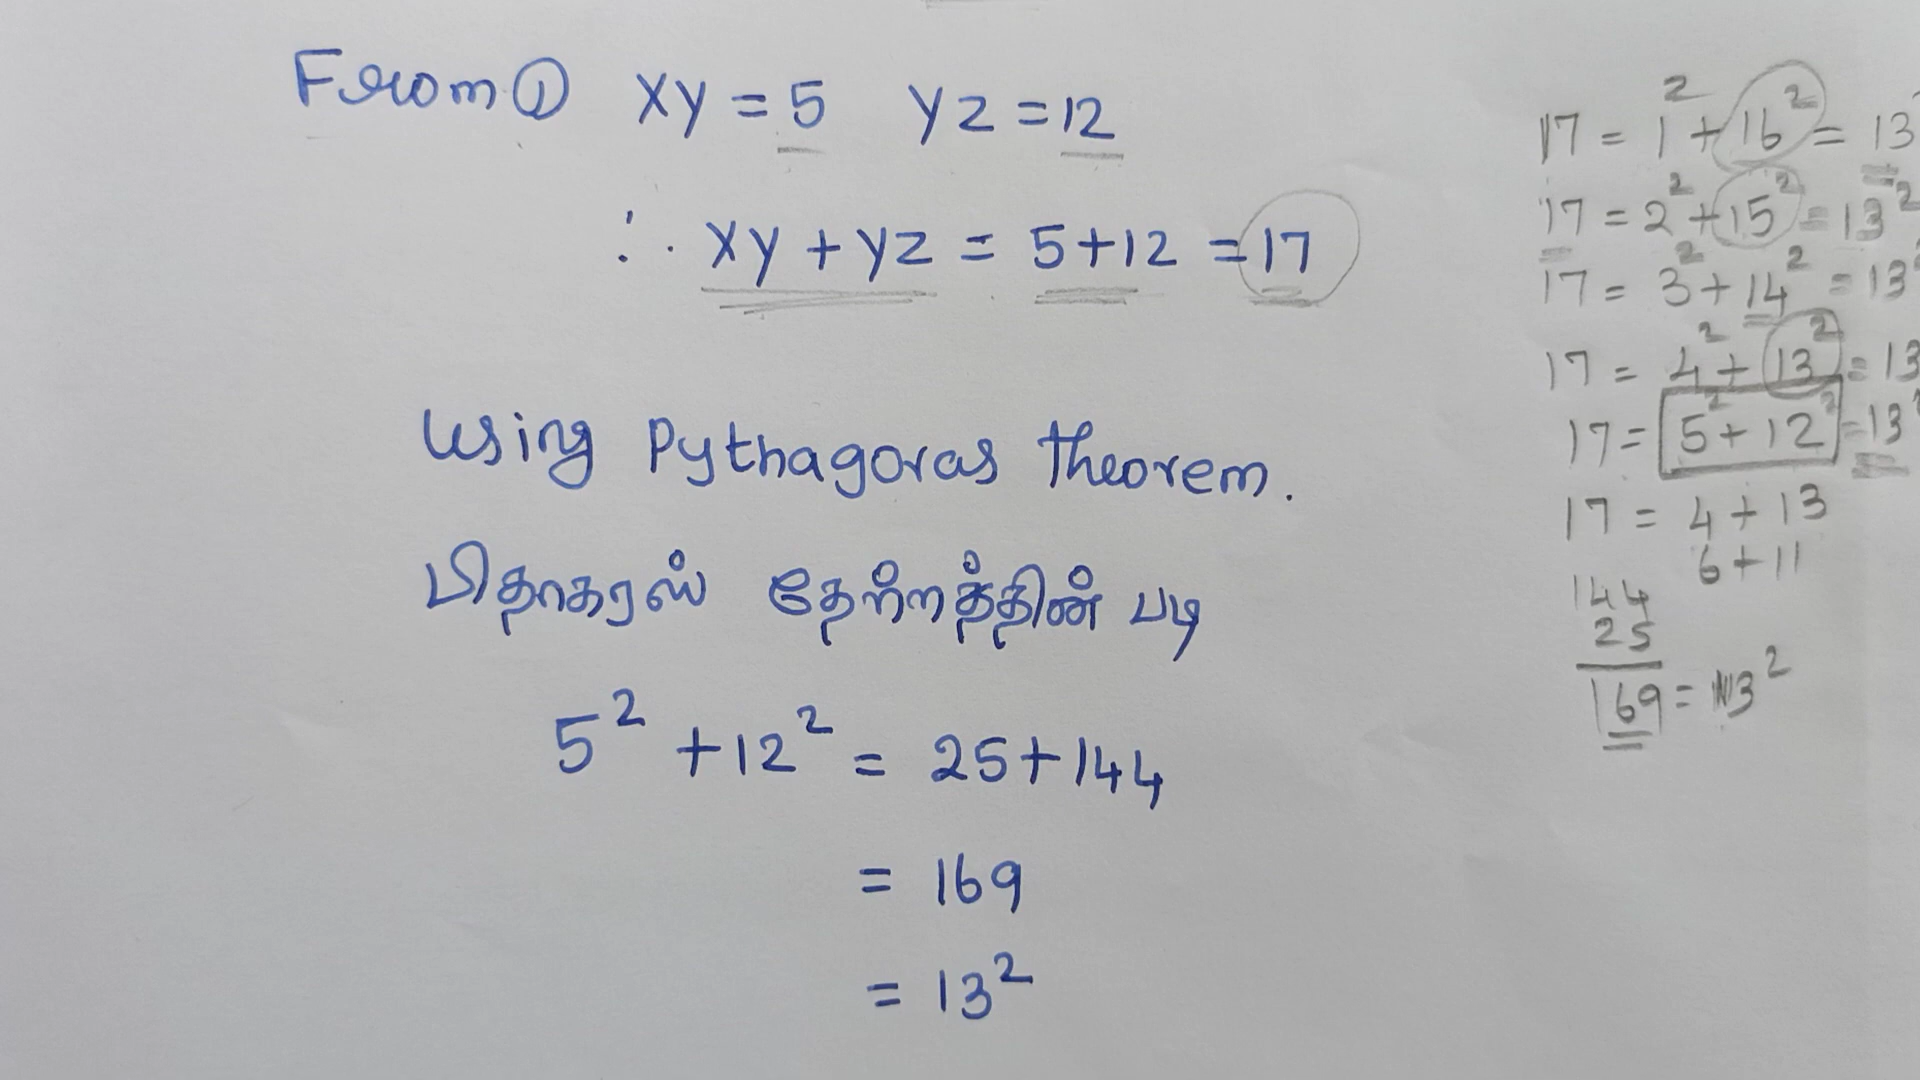 From ① XY = 5 YZ = 12
∴ XY + YZ = 5+12 = 17
Using Pythagoras theorem.
பிதாகரஸ் தேற்றத்தின் படி
5² + 12² = 25 + 144
= 169
= 13²
17 = 1² + 16² = 13
17 = 2² + 15² = 13²
17 = 3² + 14² = 13²
17 = 4² + 13² = 13
17 = 5² + 12² = 13²
17 = 4 + 13
6 + 11
144
25
169 = 13²